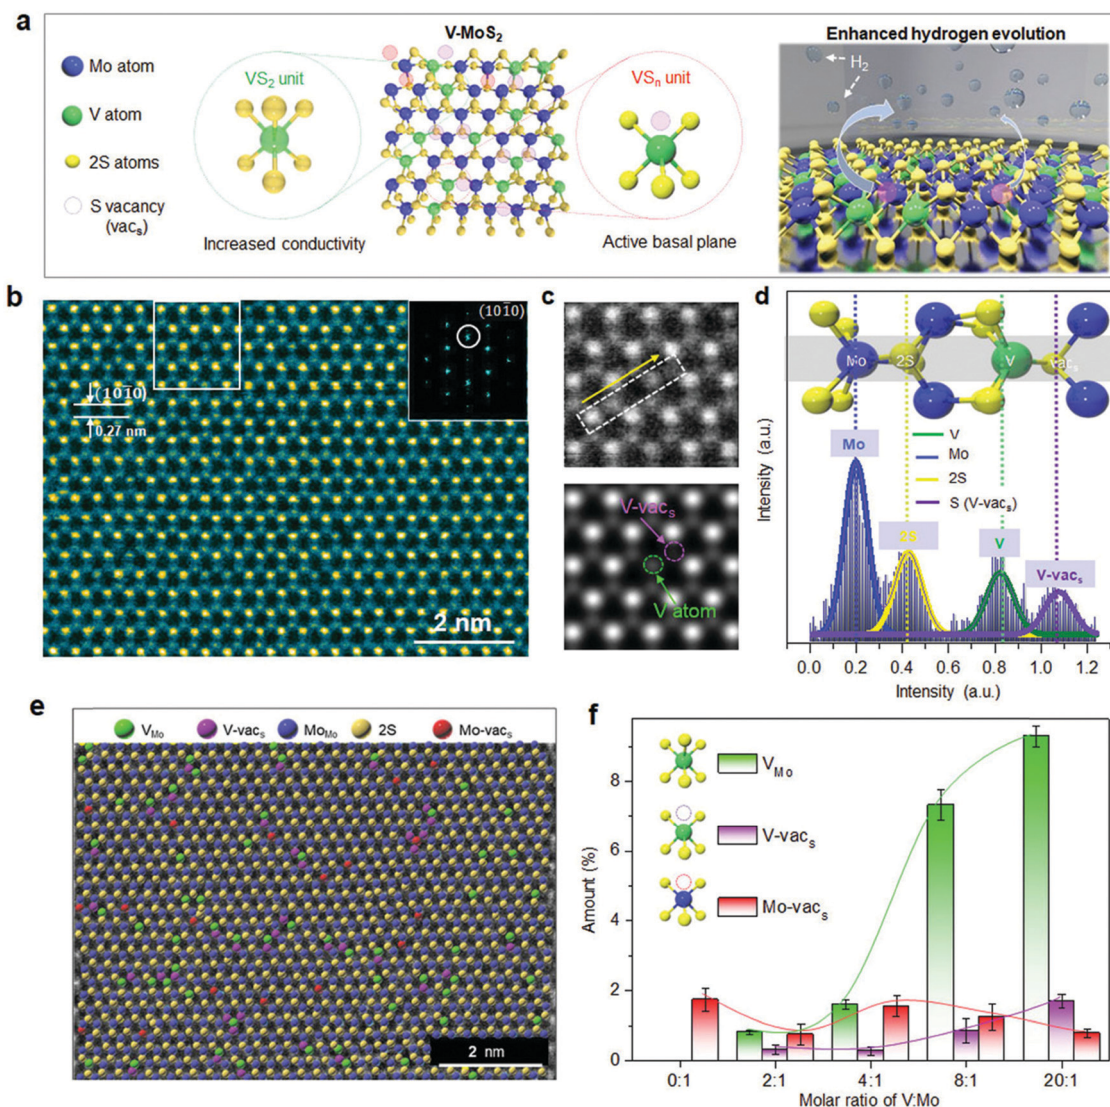 a
V-MoS₂
Enhanced hydrogen evolution
Mo atom
V atom
2S atoms
S vacancy
(vacₛ)
VS₂ unit
Increased conductivity
VSₙ unit
Active basal plane
H₂
b
(101̅0)
(101̅0)
0.27 nm
2 nm
c
V-vacₛ
V atom
d
Mo
2S
V
-vacₛ
V
Mo
2S
S (V-vacₛ)
Mo
2S
V
V-vacₛ
Intensity (a.u.)
0.0 0.2 0.4 0.6 0.8 1.0 1.2
Intensity (a.u.)
e
V_Mo V-vacₛ Mo_Mo 2S Mo-vacₛ
2 nm
f
V_Mo
V-vacₛ
Mo-vacₛ
Amount (%)
8
6
4
2
0
0:1 2:1 4:1 8:1 20:1
Molar ratio of V:Mo